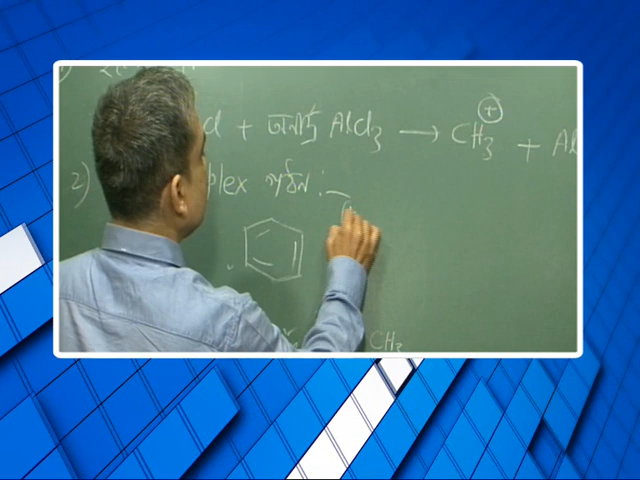 d + অনার্দ্র AlCl3 → CH3⊕ + Al
2) plex গঠন :
CH3